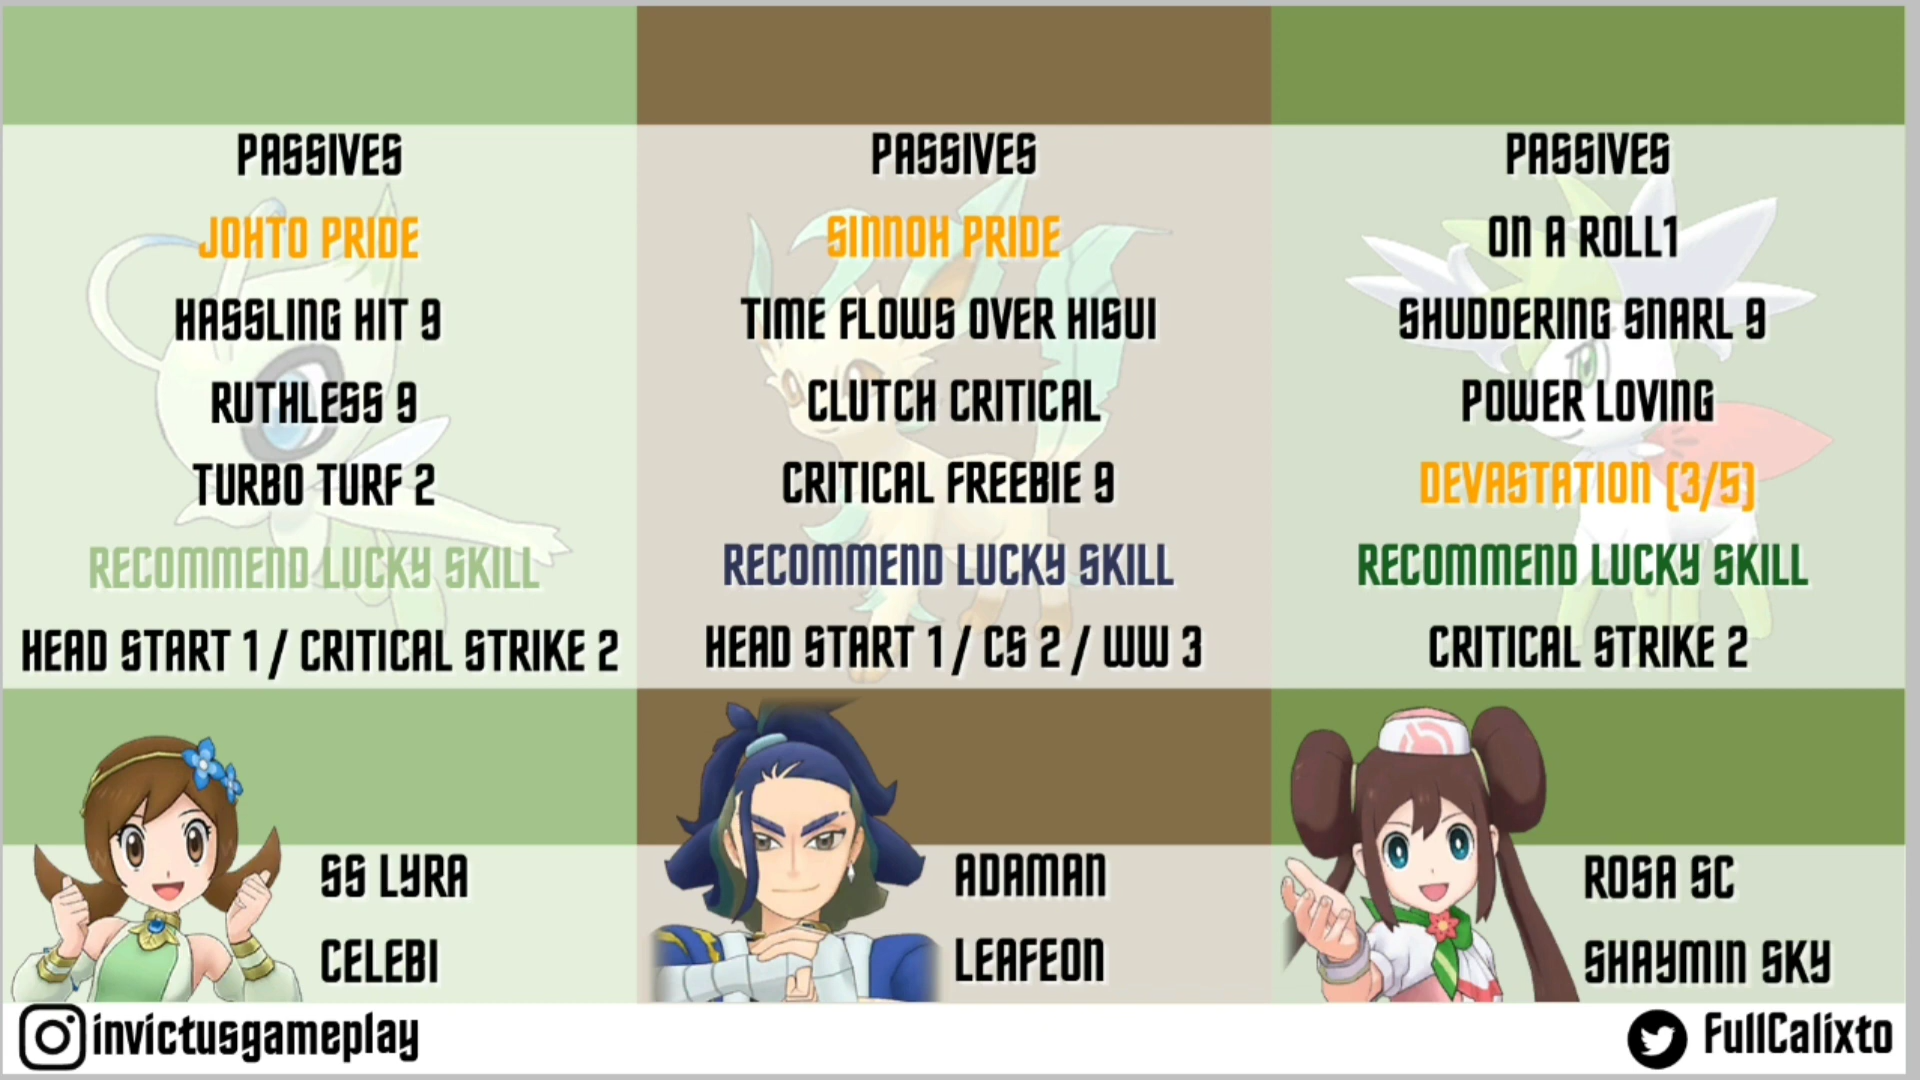 PASSIVES
JOHTO PRIDE
HASSLING HIT 9
RUTHLESS 9
TURBO TURF 2
RECOMMEND LUCKY SKILL
HEAD START 1 / CRITICAL STRIKE 2
SS LYRA
CELEBI
PASSIVES
SINNOH PRIDE
TIME FLOWS OVER HISUI
CLUTCH CRITICAL
CRITICAL FREEBIE 9
RECOMMEND LUCKY SKILL
HEAD START 1 / CS 2 / WW 3
ADAMAN
LEAFEON
PASSIVES
ON A ROLL1
SHUDDERING SNARL 9
POWER LOVING
DEVASTATION (3/5)
RECOMMEND LUCKY SKILL
CRITICAL STRIKE 2
ROSA SC
SHAYMIN SKY
invictusgameplay
FullCalixto